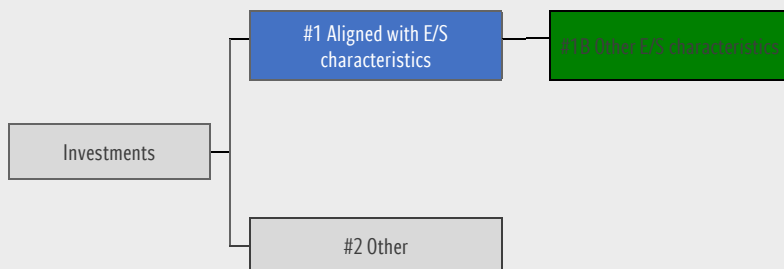 #1 Aligned with E/S
characteristics
#1B Other E/S characteristics
Investments
#2 Other